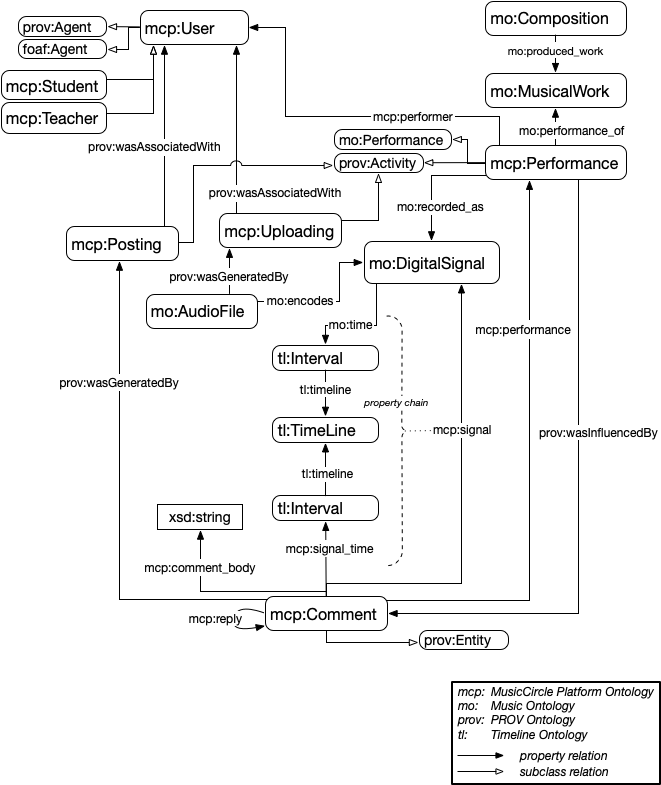 prov:Agent
mcp:User
mo:Composition
foaf:Agent
mo:produced_work
mcp:Student
mo:MusicalWork
mcp:Teacher
mcp:performer
mo:performance_of
mo:Performance
prov:wasAssociatedWith
prov:Activity
mcp:Performance
prov:wasAssociatedWith
mo:recorded_as
mcp:Uploading
mcp:Posting
mo:DigitalSignal
prov:wasGeneratedBy
mo:encodes
mo:AudioFile
mo:time
mcp:performance
tl:Interval
prov:wasGeneratedBy
tl:timeline
property chain
tl:TimeLine
mcp:signal
prov:wasInfluencedBy
tl:timeline
tl:Interval
xsd:string
mcp:signal_time
mcp:comment_body
mcp:reply
mcp:Comment
prov:Entity
mcp: MusicCircle Platform Ontology
mo: Music Ontology
prov: PROV Ontology
tl: Timeline Ontology
property relation
subclass relation